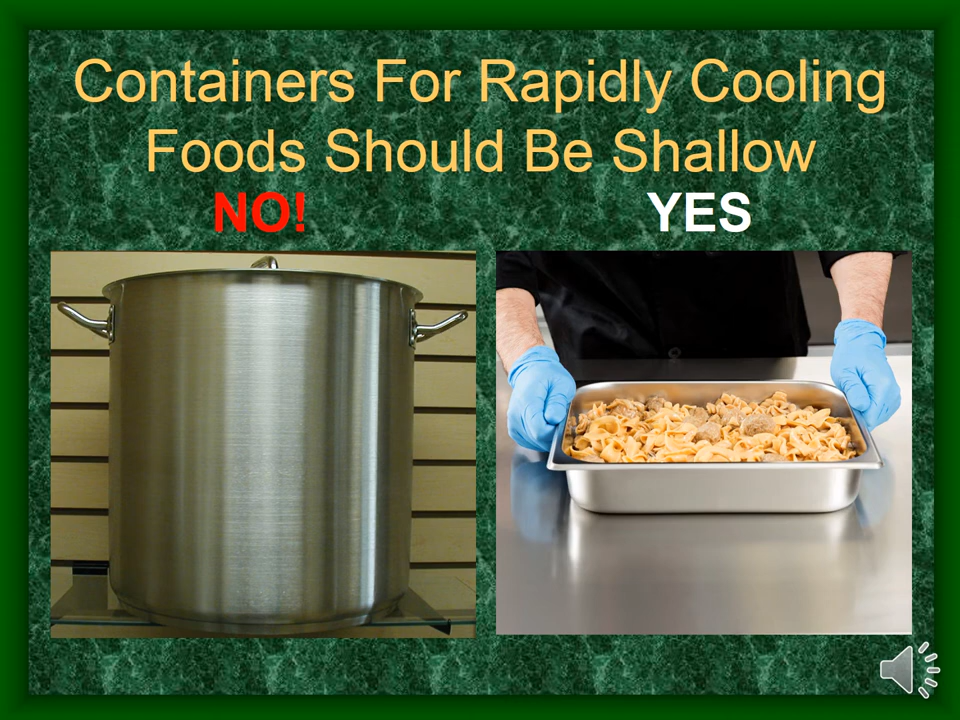 Containers For Rapidly Cooling
Foods Should Be Shallow
NO!
YES